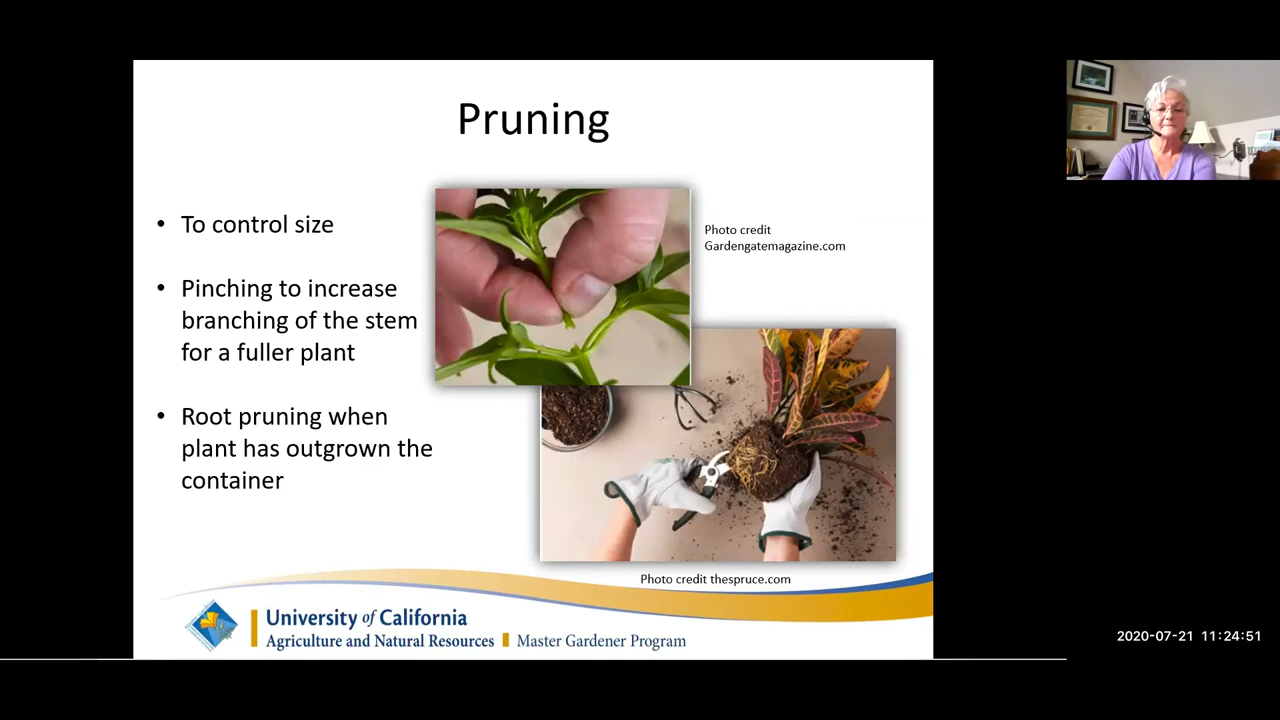 Pruning
• To control size
• Pinching to increase
branching of the stem
for a fuller plant
• Root pruning when
plant has outgrown the
container
Photo credit
Gardengatemagazine.com
Photo credit thespruce.com
University of California
Agriculture and Natural Resources
Master Gardener Program
2020-07-21 11:24:51